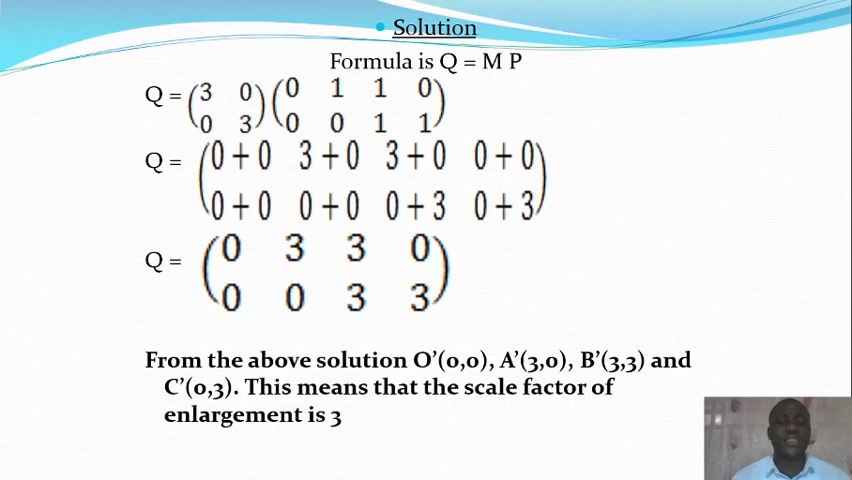 Solution
Formula is Q = M P
Q = (3 0) (0 1 1 0)
(0 3) (0 0 1 1)
Q = (0 + 0 3 + 0 3 + 0 0 + 0)
(0 + 0 0 + 0 0 + 3 0 + 3)
Q = (0 3 3 0)
(0 0 3 3)
From the above solution O’(0,0), A’(3,0), B’(3,3) and
C’(0,3). This means that the scale factor of
enlargement is 3